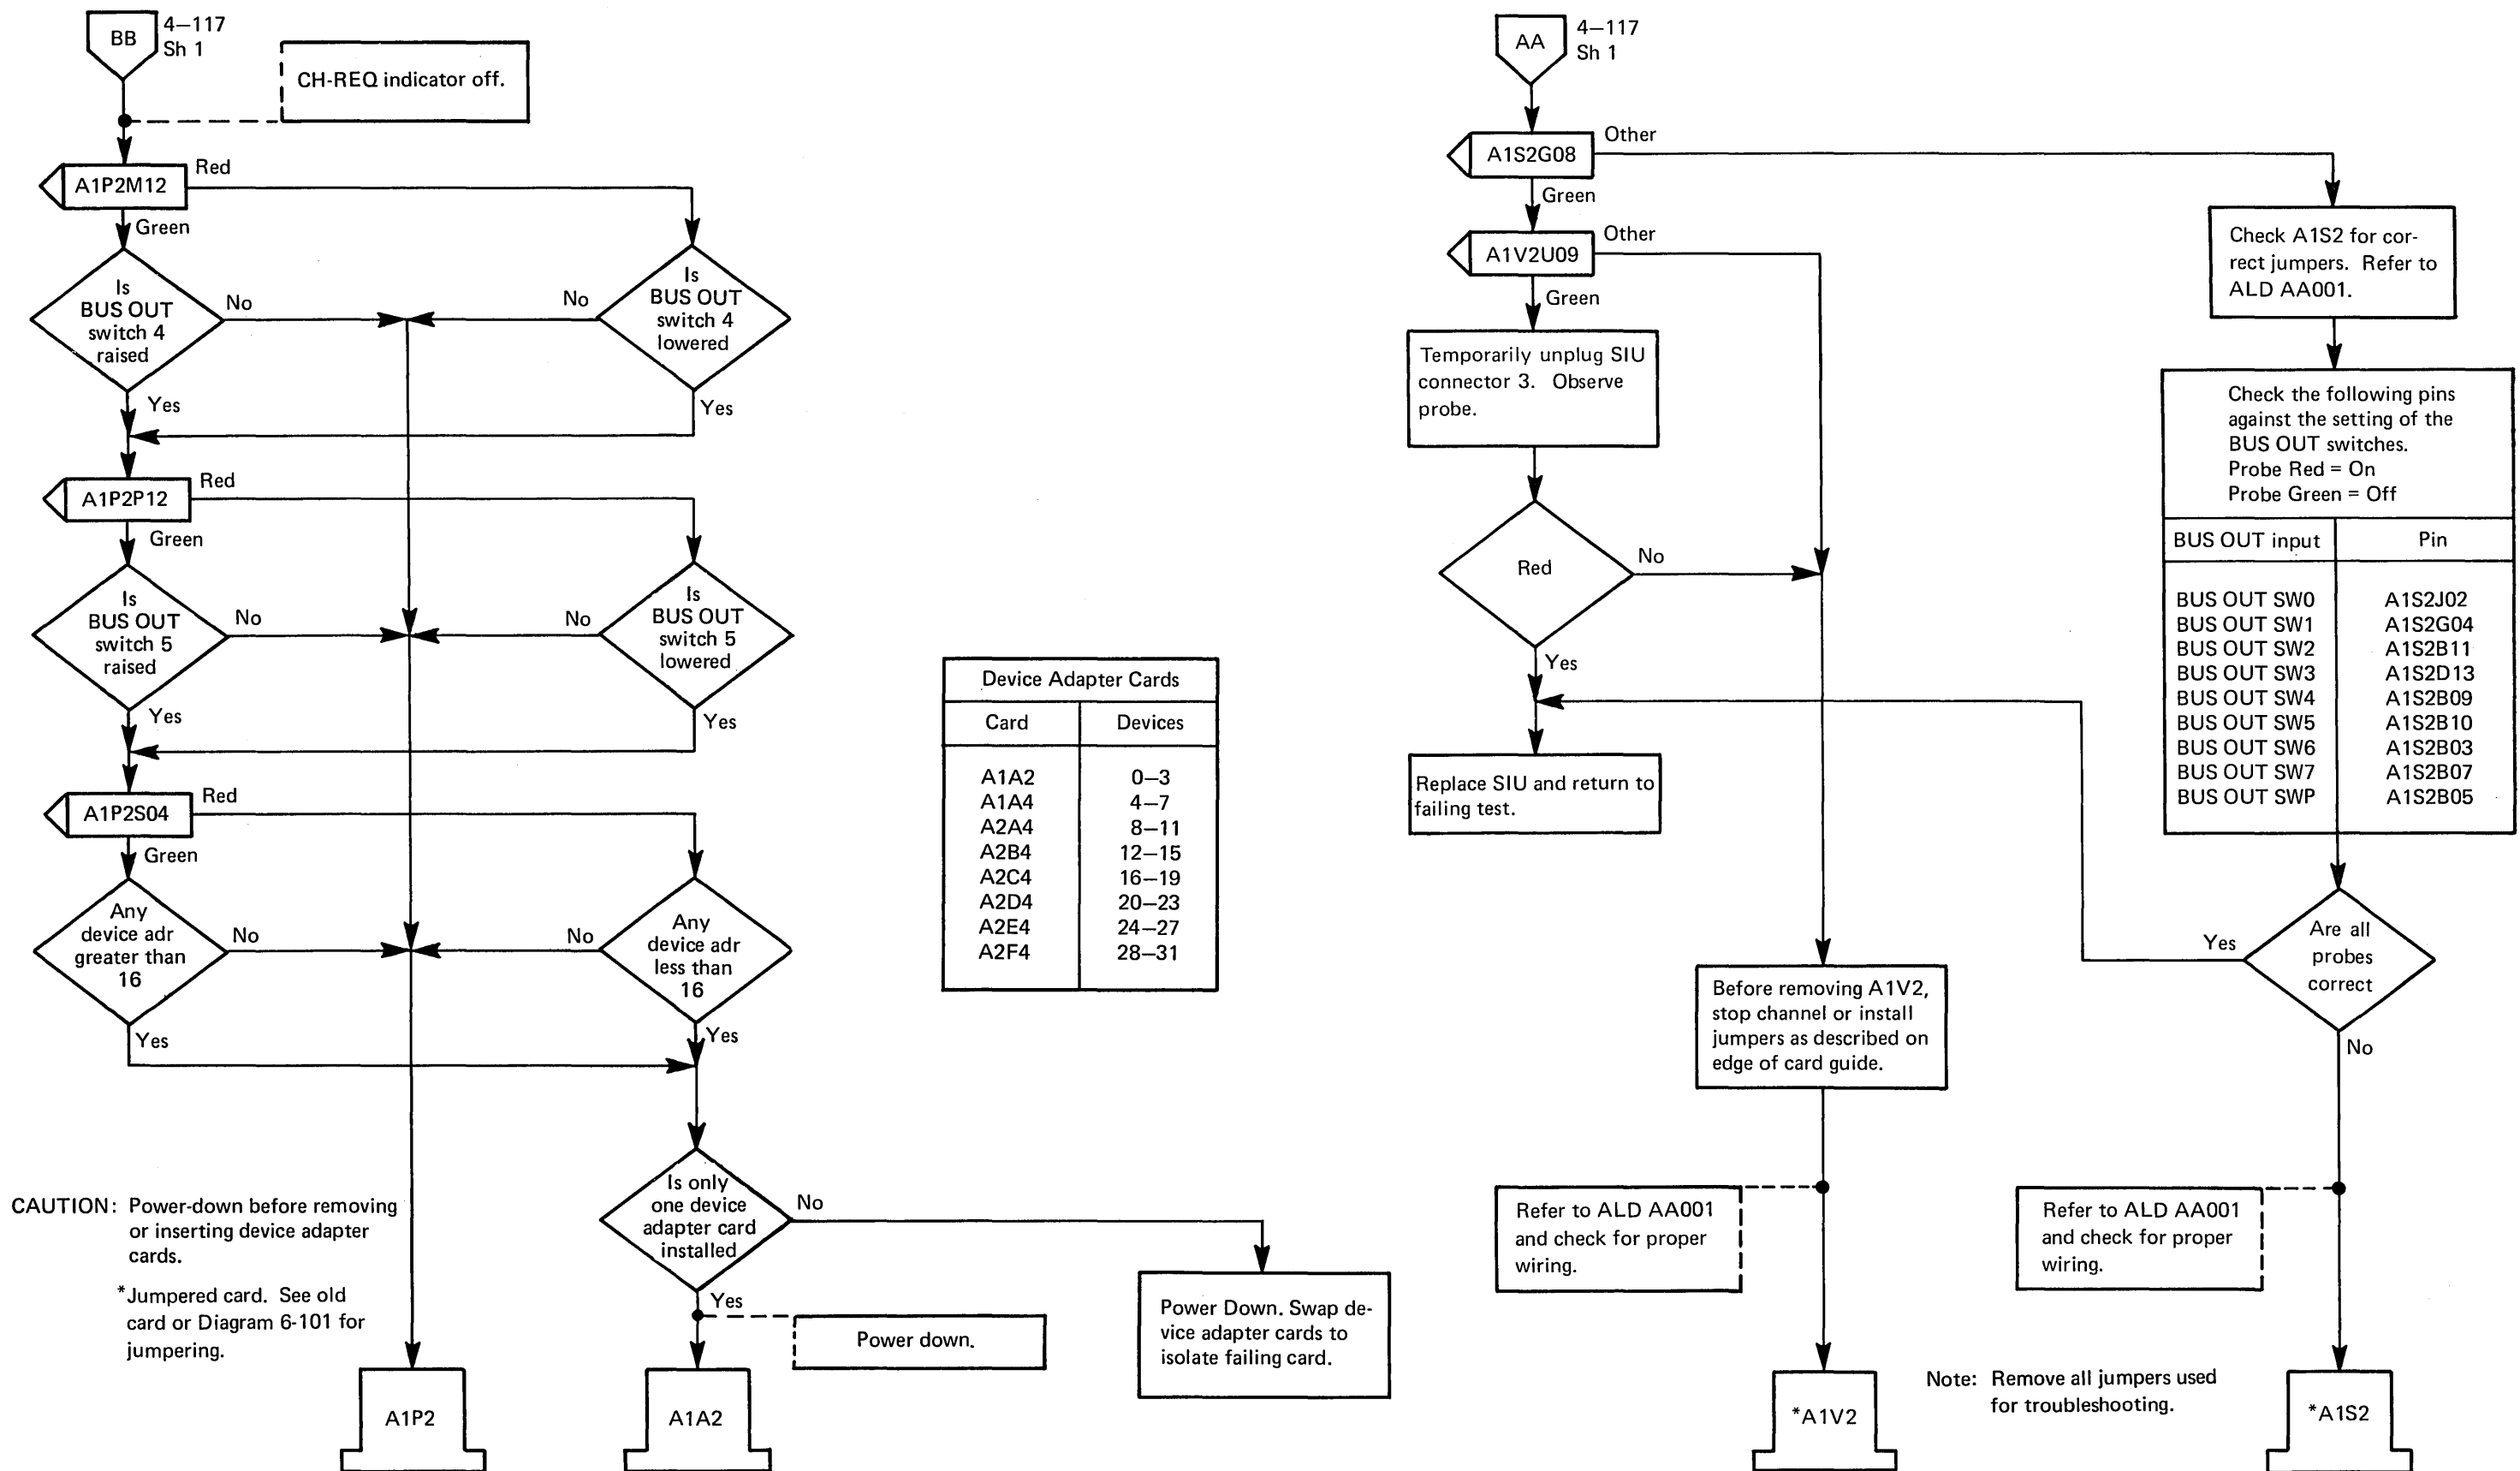 BB
4—117
Sh 1
CH-REQ indicator off.
A1P2M12
Red
Green
Is
BUS OUT
switch 4
raised
No
Yes
Is
BUS OUT
switch 4
lowered
No
Yes
A1P2P12
Red
Green
Is
BUS OUT
switch 5
raised
No
Yes
Is
BUS OUT
switch 5
lowered
No
Yes
A1P2S04
Red
Green
Any
device adr
greater than
16
No
Yes
Any
device adr
less than
16
No
Yes
Is only
one device
adapter card
installed
No
Yes
Power down.
Power Down. Swap de-
vice adapter cards to
isolate failing card.
CAUTION: Power-down before removing
or inserting device adapter
cards.
*Jumpered card. See old
card or Diagram 6-101 for
jumpering.
A1P2
A1A2
Device Adapter Cards
Card Devices
A1A2 0—3
A1A4 4—7
A2A4 8—11
A2B4 12—15
A2C4 16—19
A2D4 20—23
A2E4 24—27
A2F4 28—31
AA
4—117
Sh 1
A1S2G08
Other
Green
A1V2U09
Other
Green
Temporarily unplug SIU
connector 3. Observe
probe.
Red
No
Yes
Replace SIU and return to
failing test.
Check A1S2 for cor-
rect jumpers. Refer to
ALD AA001.
Check the following pins
against the setting of the
BUS OUT switches.
Probe Red = On
Probe Green = Off
BUS OUT input Pin
BUS OUT SW0 A1S2J02
BUS OUT SW1 A1S2G04
BUS OUT SW2 A1S2B11
BUS OUT SW3 A1S2D13
BUS OUT SW4 A1S2B09
BUS OUT SW5 A1S2B10
BUS OUT SW6 A1S2B03
BUS OUT SW7 A1S2B07
BUS OUT SWP A1S2B05
Are all
probes
correct
Yes
No
Before removing A1V2,
stop channel or install
jumpers as described on
edge of card guide.
Refer to ALD AA001
and check for proper
wiring.
Refer to ALD AA001
and check for proper
wiring.
*A1V2
Note: Remove all jumpers used
for troubleshooting.
*A1S2